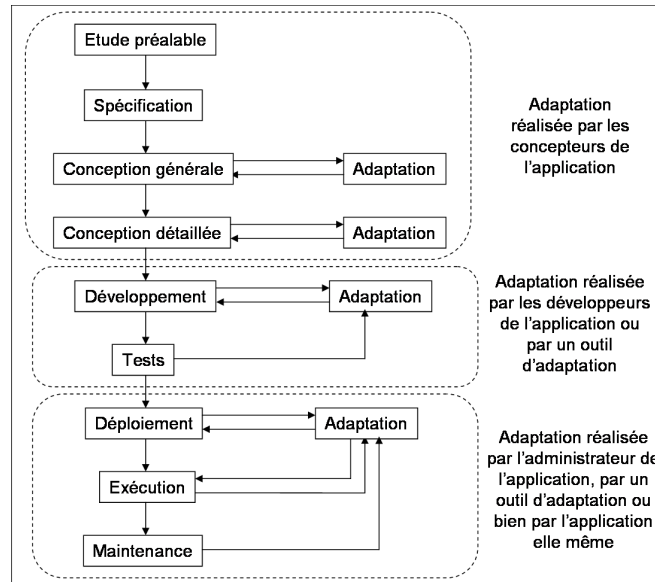 Etude préalable
Spécification
Conception générale
Adaptation
Conception détaillée
Adaptation
Adaptation
réalisée par les
concepteurs de
l'application
Développement
Adaptation
Tests
Adaptation réalisée
par les développeurs
de l'application ou
par un outil
d'adaptation
Déploiement
Adaptation
Exécution
Maintenance
Adaptation réalisée
par l'administrateur de
l'application, par un
outil d'adaptation ou
bien par l'application
elle même